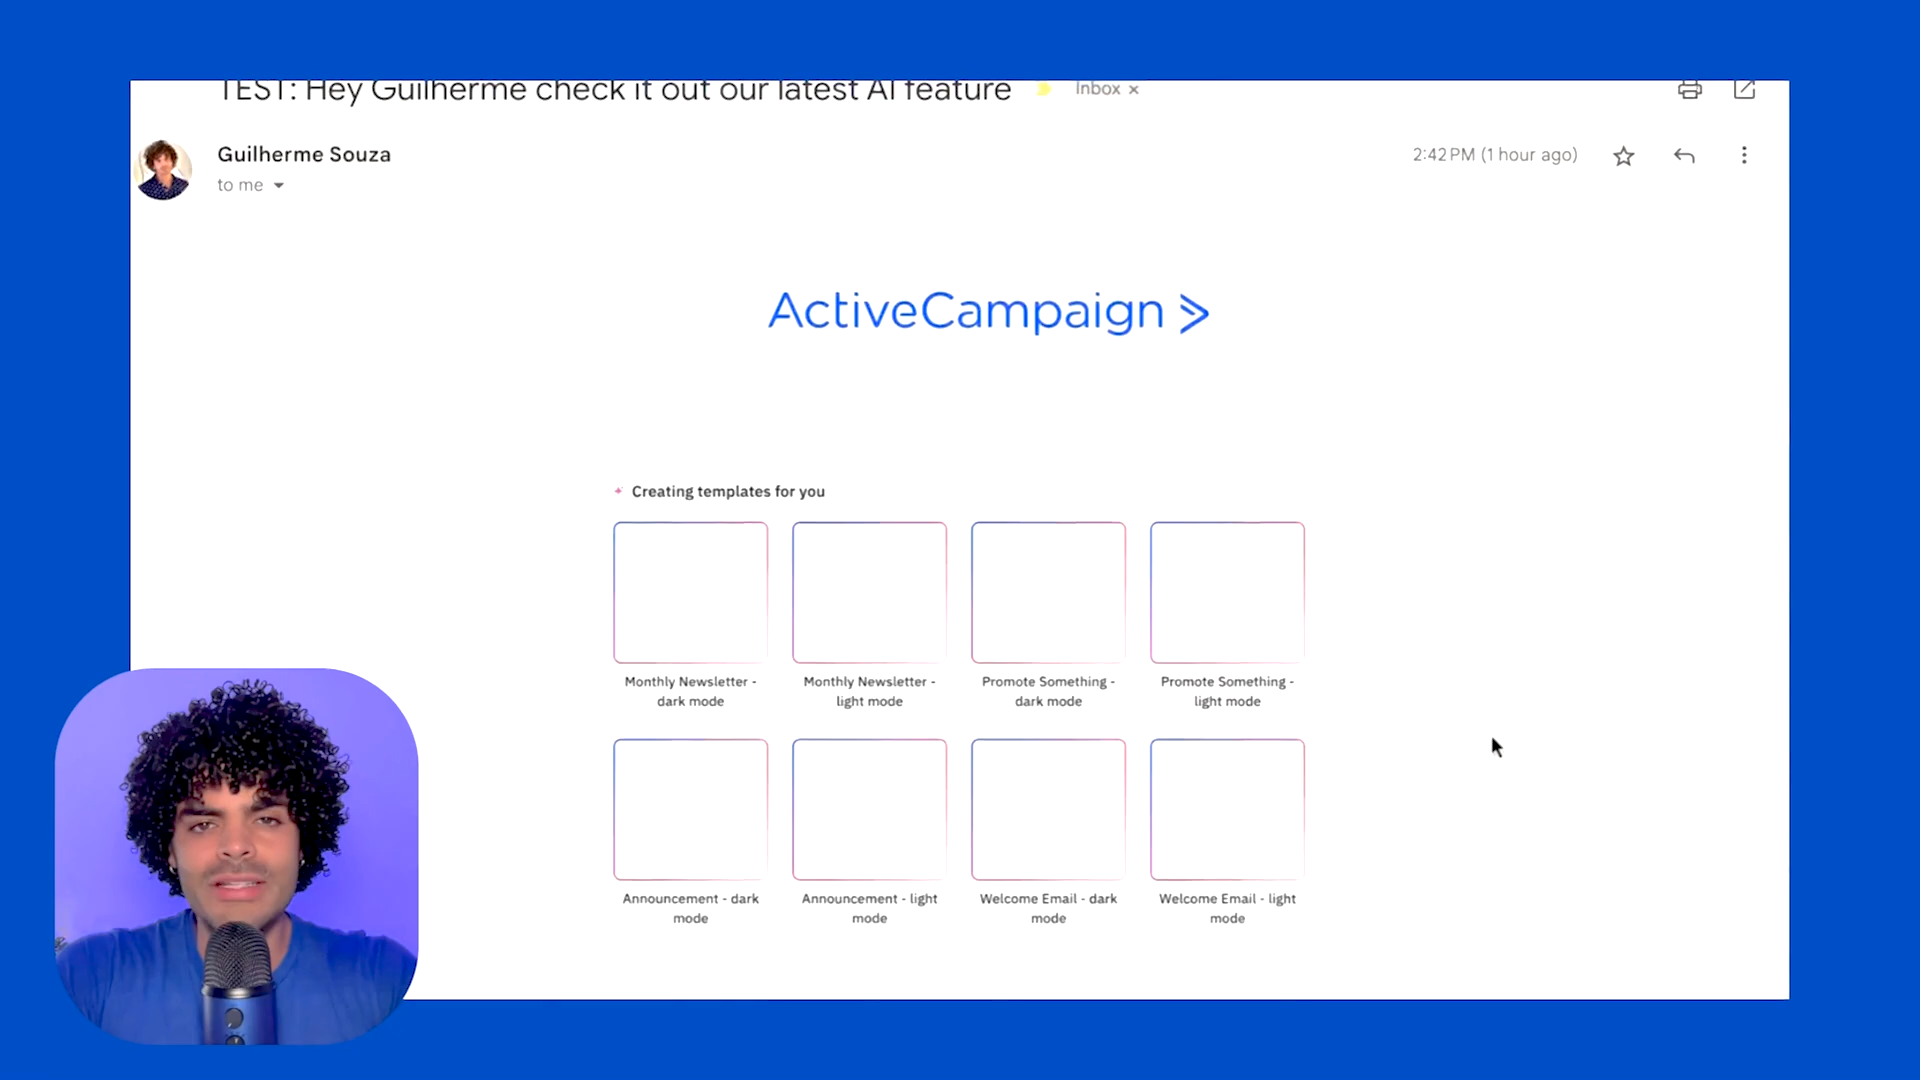 TEST: Hey Guilherme check it out our latest AI feature Inbox ×
Guilherme Souza 2:42 PM (1 hour ago)
to me
ActiveCampaign
Creating templates for you
Monthly Newsletter - dark mode
Monthly Newsletter - light mode
Promote Something - dark mode
Promote Something - light mode
Announcement - dark mode
Announcement - light mode
Welcome Email - dark mode
Welcome Email - light mode